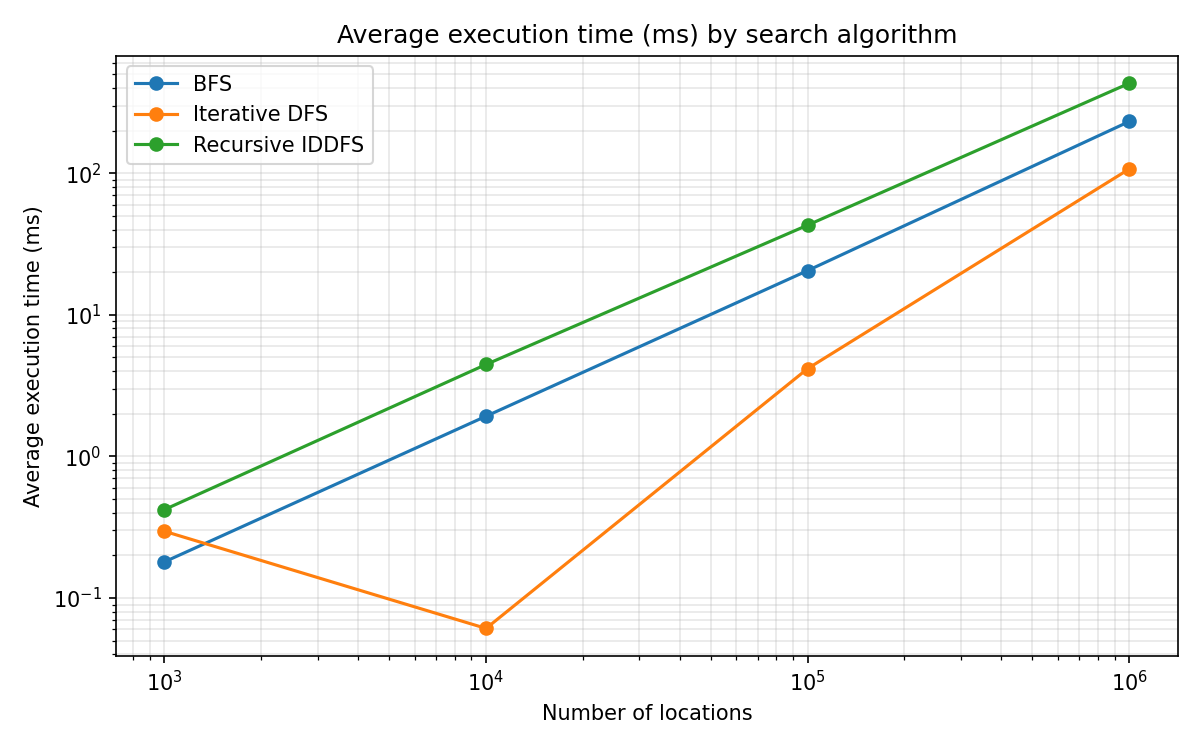 Average execution time (ms) by search algorithm
BFS
Iterative DFS
Recursive IDDFS
Average execution time (ms)
10²
10¹
10⁰
10⁻¹
10³ 10⁴ 10⁵ 10⁶
Number of locations